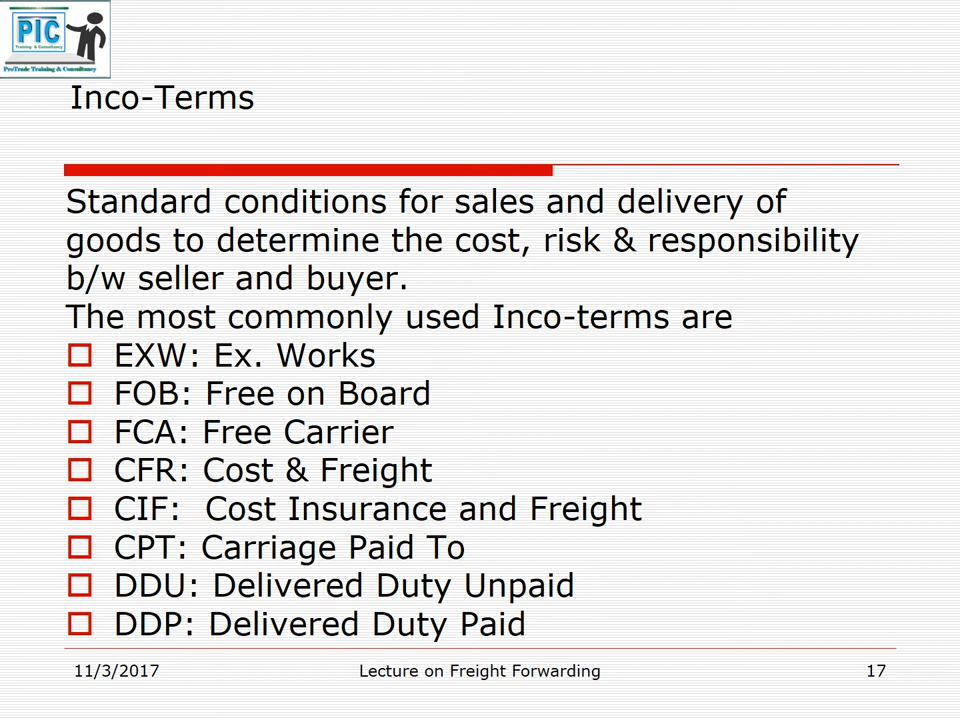 PIC
Training & Consultancy
ProTrade Training & Consultancy
Inco-Terms
Standard conditions for sales and delivery of
goods to determine the cost, risk & responsibility
b/w seller and buyer.
The most commonly used Inco-terms are
EXW: Ex. Works
FOB: Free on Board
FCA: Free Carrier
CFR: Cost & Freight
CIF:  Cost Insurance and Freight
CPT: Carriage Paid To
DDU: Delivered Duty Unpaid
DDP: Delivered Duty Paid
11/3/2017 Lecture on Freight Forwarding 17